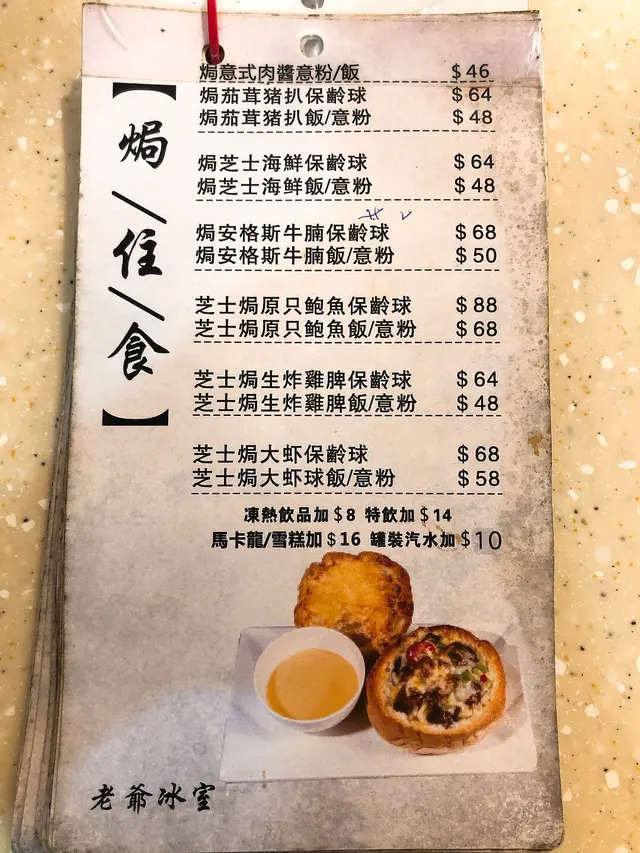 【焗/住/食】
焗意式肉醬意粉/飯 $46
焗茄茸豬扒保齡球 $64
焗茄茸豬扒飯/意粉 $48
焗芝士海鮮保齡球 $64
焗芝士海鮮飯/意粉 $48
焗安格斯牛腩保齡球 $68
焗安格斯牛腩飯/意粉 $50
芝士焗原只鮑魚保齡球 $88
芝士焗原只鮑魚飯/意粉 $68
芝士焗生炸雞脾保齡球 $64
芝士焗生炸雞脾飯/意粉 $48
芝士焗大虾保齡球 $68
芝士焗大虾球飯/意粉 $58
凍熱飲品加$8 特飲加$14
馬卡龍/雪糕加$16 罐裝汽水加$10
老爺冰室